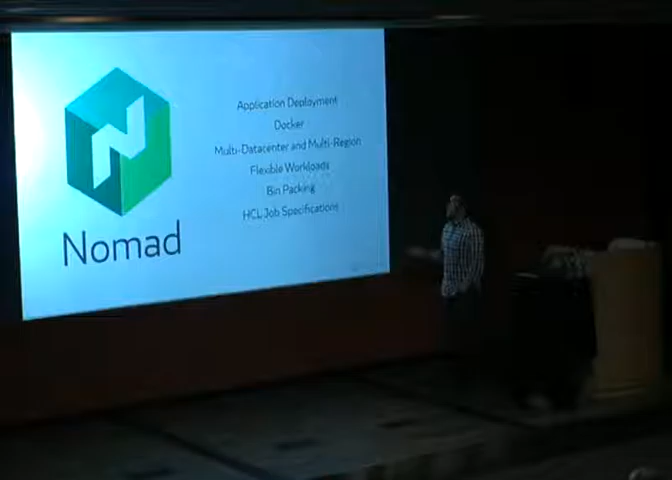 Application Deployment
Docker
Multi-Datacenter and Multi-Region
Flexible Workloads
Bin Packing
HCL Job Specifications
Nomad